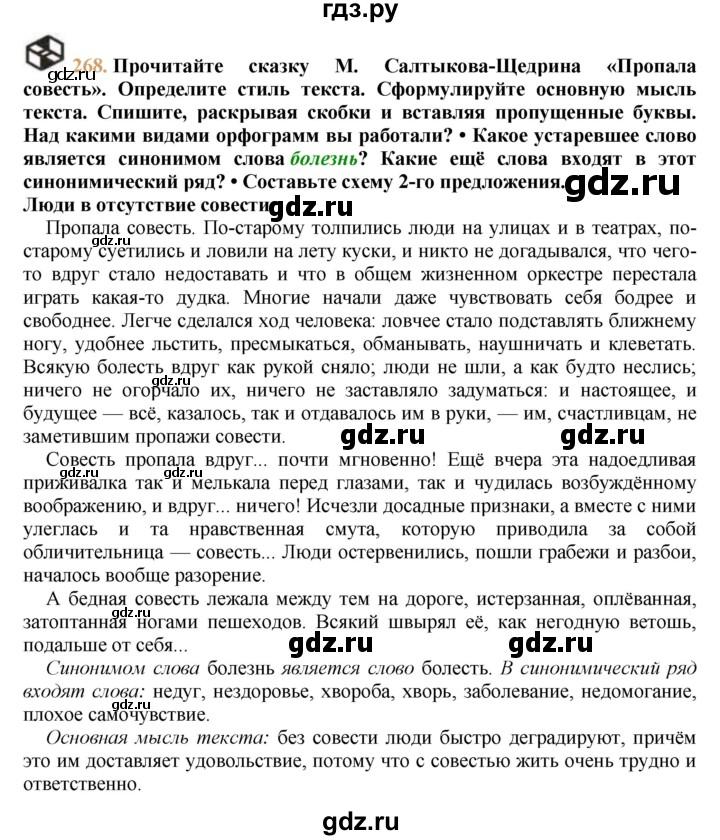 гдз.ру
268. Прочитайте сказку М. Салтыкова-Щедрина «Пропала
совесть». Определите стиль текста. Сформулируйте основную мысль
текста. Спишите, раскрывая скобки и вставляя пропущенные буквы.
Над какими видами орфограмм вы работали? • Какое устаревшее слово
является синонимом слова болезнь? Какие ещё слова входят в этот
синонимический ряд? • Составьте схему 2-го предложения.
gdz.ru
gdz.ru
Люди в отсутствие совести
Пропала совесть. По-старому толпились люди на улицах и в театрах, по-
gdz.ru
старому суетились и ловили на лету куски, и никто не догадывался, что чего-
то вдруг стало недоставать и что в общем жизненном оркестре перестала
играть какая-то дудка. Многие начали даже чувствовать себя бодрее и
свободнее. Легче сделался ход человека: ловчее стало подставлять ближнему
ногу, удобнее льстить, пресмыкаться, обманывать, наушничать и клеветать.
Всякую болесть вдруг как рукой сняло; люди не шли, а как будто неслись;
gdz.ru
ничего не огорчало их, ничего не заставляло задуматься: и настоящее, и
будущее — всё, казалось, так и отдавалось им в руки, — им, счастливцам, не
заметившим пропажи совести.
gdz.ru
gdz.ru
Совесть пропала вдруг... почти мгновенно! Ещё вчера эта надоедливая
gdz.ru
приживалка так и мелькала перед глазами, так и чудилась возбуждённому
воображению, и вдруг... ничего! Исчезли досадные признаки, а вместе с ними
улеглась и та нравственная смута, которую приводила за собой
обличительница — совесть... Люди остервенились, пошли грабежи и разбои,
началось вообще разорение.
А бедная совесть лежала между тем на дороге, истерзанная, оплёванная,
gdz.ru
затоптанная ногами пешеходов. Всякий швырял её, как негодную ветошь,
подальше от себя...
gdz.ru
gdz.ru
Синонимом слова болезнь является слово болесть. В синонимический ряд
входят слова: недуг, нездоровье, хвороба, хворь, заболевание, недомогание,
плохое самочувствие.
gdz.ru
Основная мысль текста: без совести люди быстро деградируют, причём
это им доставляет удовольствие, потому что с совестью жить очень трудно и
ответственно.
gdz.ru